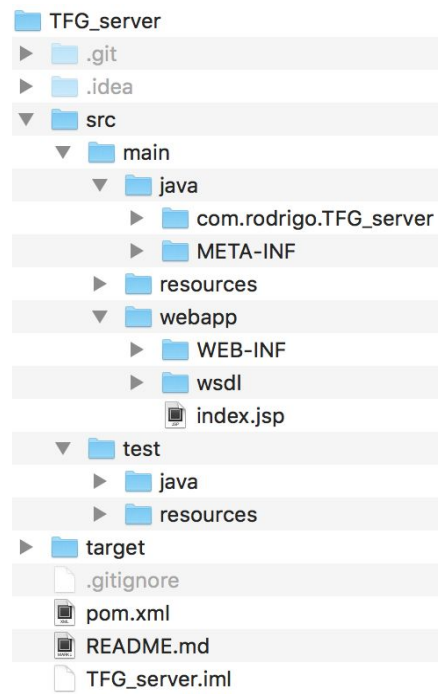 TFG_server
.git
.idea
src
main
java
com.rodrigo.TFG_server
META-INF
resources
webapp
WEB-INF
wsdl
index.jsp
test
java
resources
target
.gitignore
pom.xml
README.md
TFG_server.iml